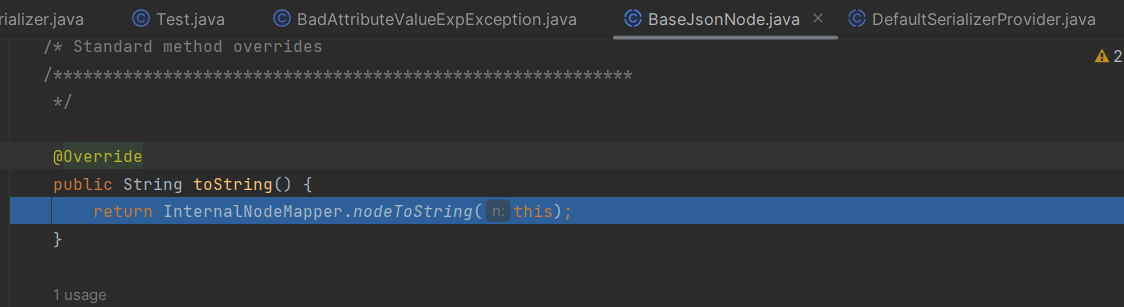 rializer.java Test.java BadAttributeValueExpException.java BaseJsonNode.java DefaultSerializerProvider.java
/* Standard method overrides
/**********************************************************
*/
2
@Override
public String toString() {
return InternalNodeMapper.nodeToString( n: this);
}
1 usage